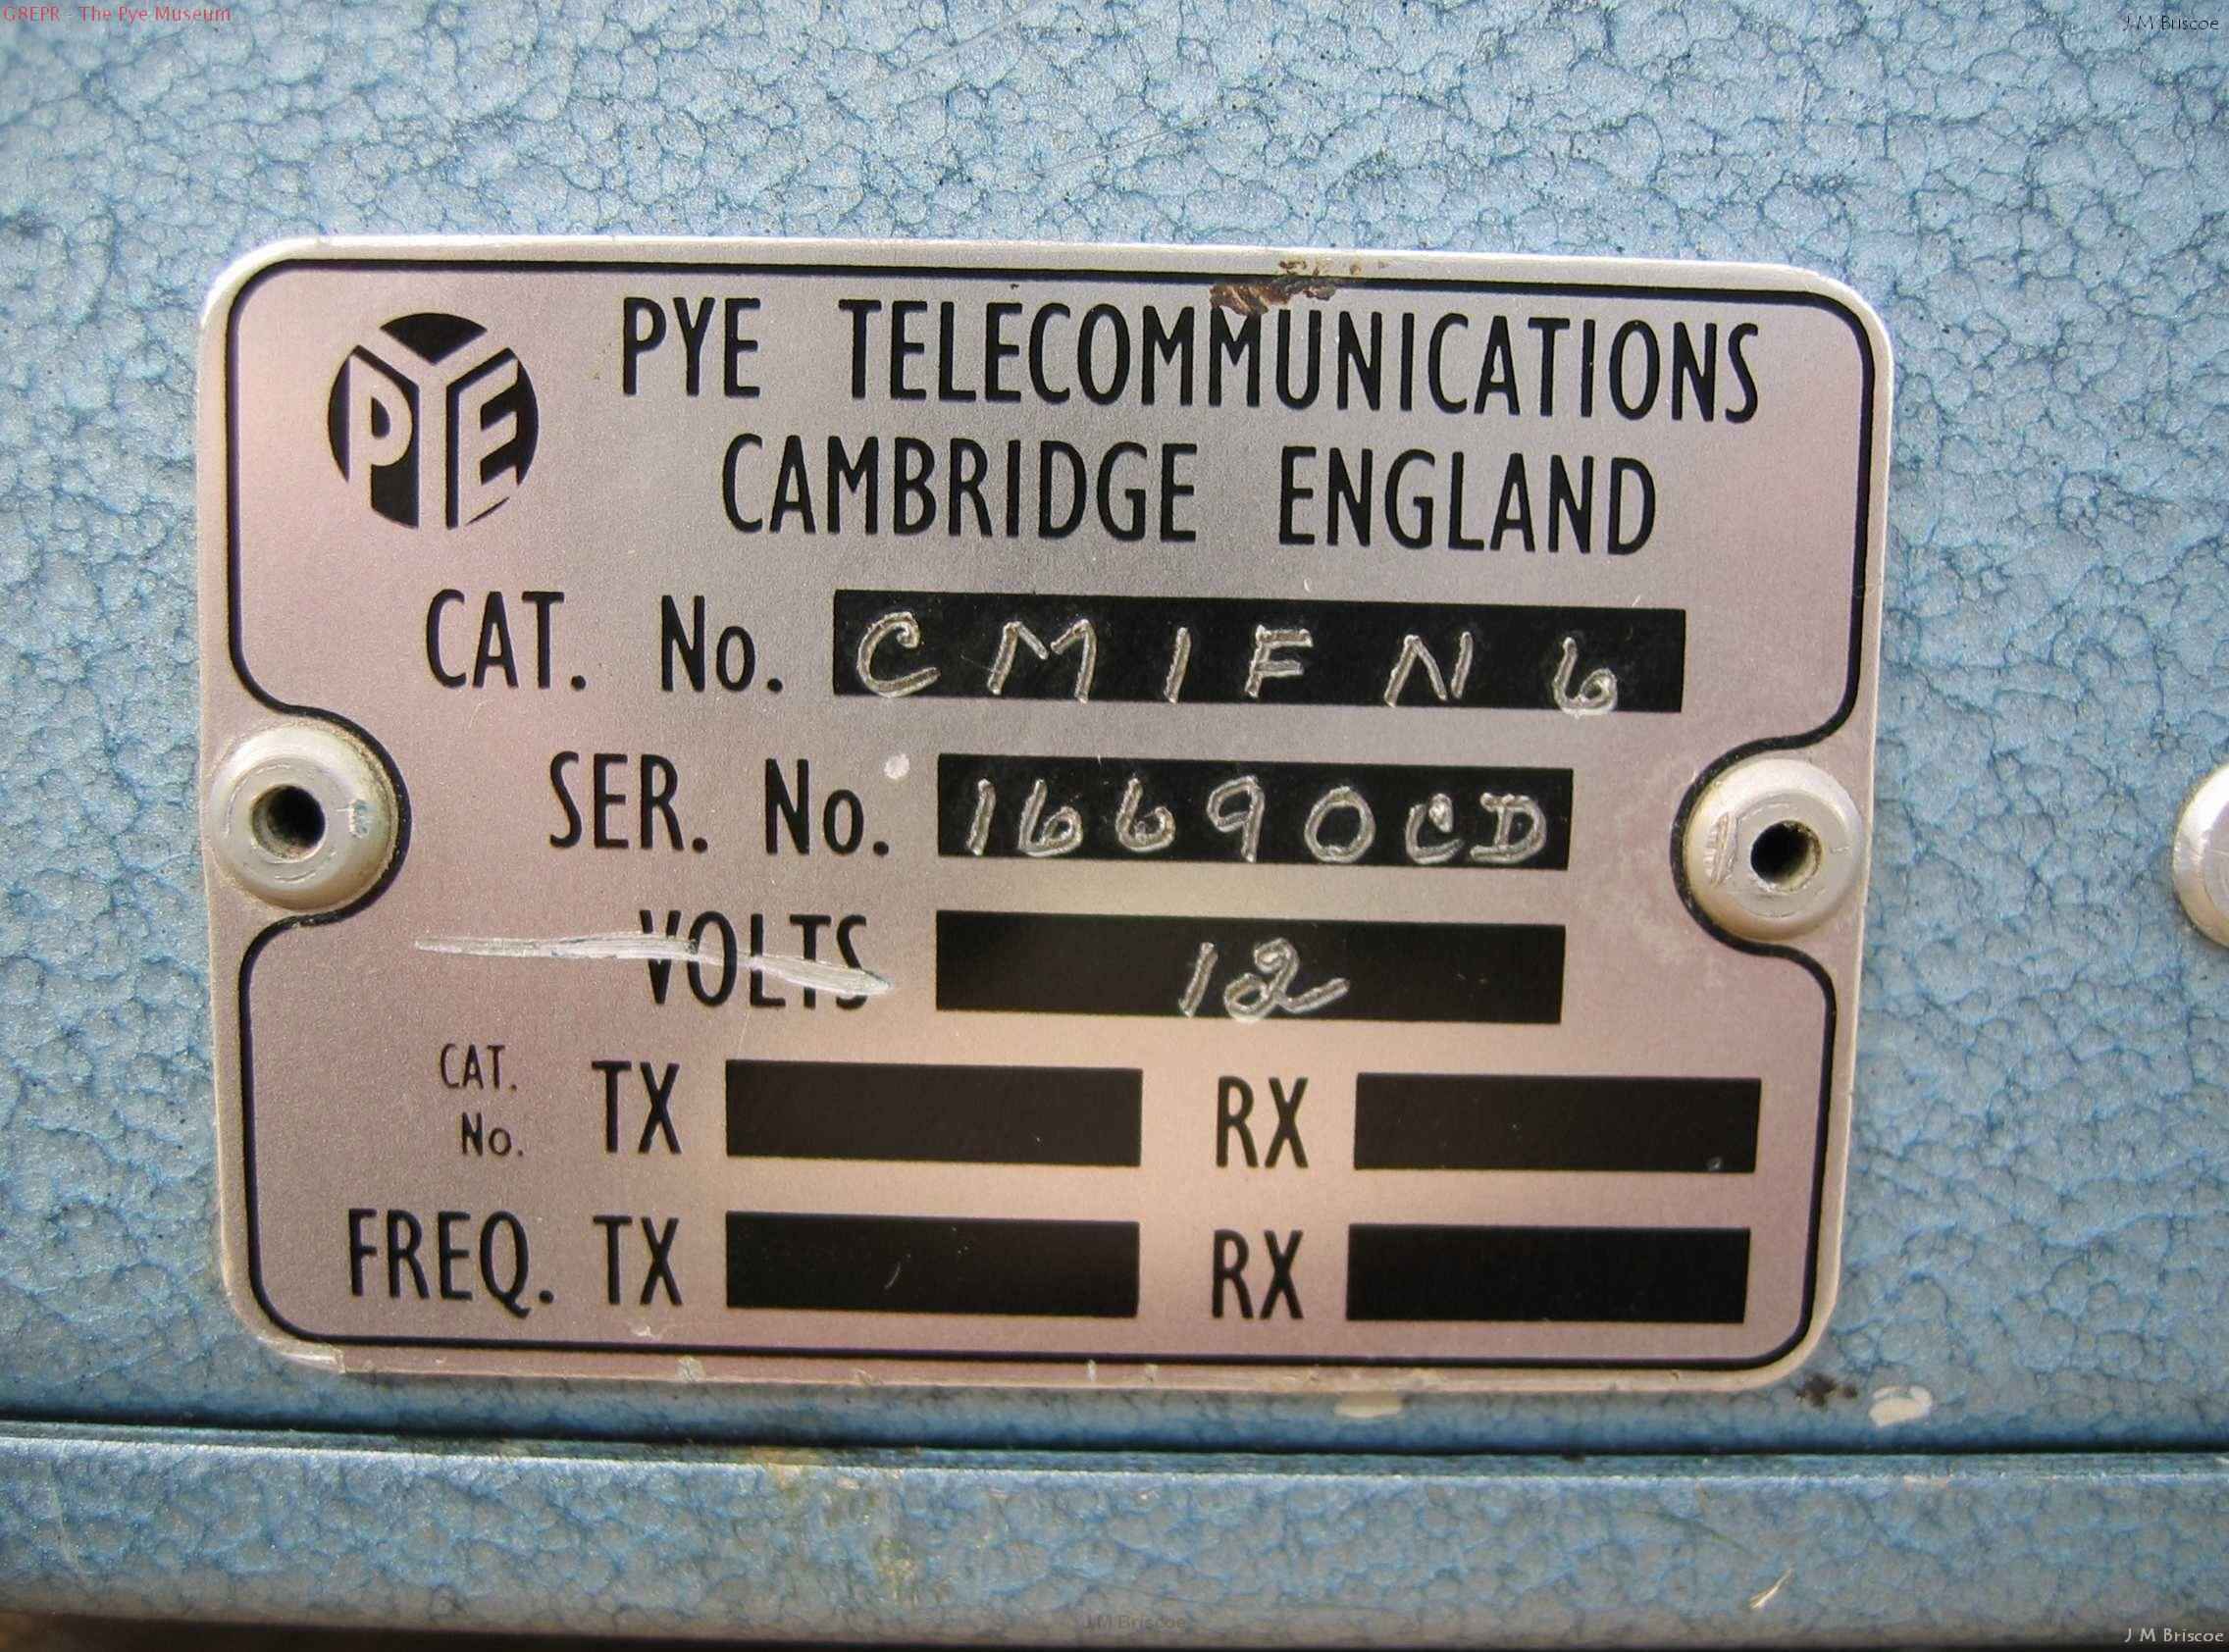 G8EPR - The Pye Museum
J M Briscoe
PYE
PYE TELECOMMUNICATIONS
CAMBRIDGE ENGLAND
CAT. No. CM1FN6
SER. No. 16690CD
VOLTS 12
CAT. No. TX RX
FREQ. TX RX
J M Briscoe
J M Briscoe